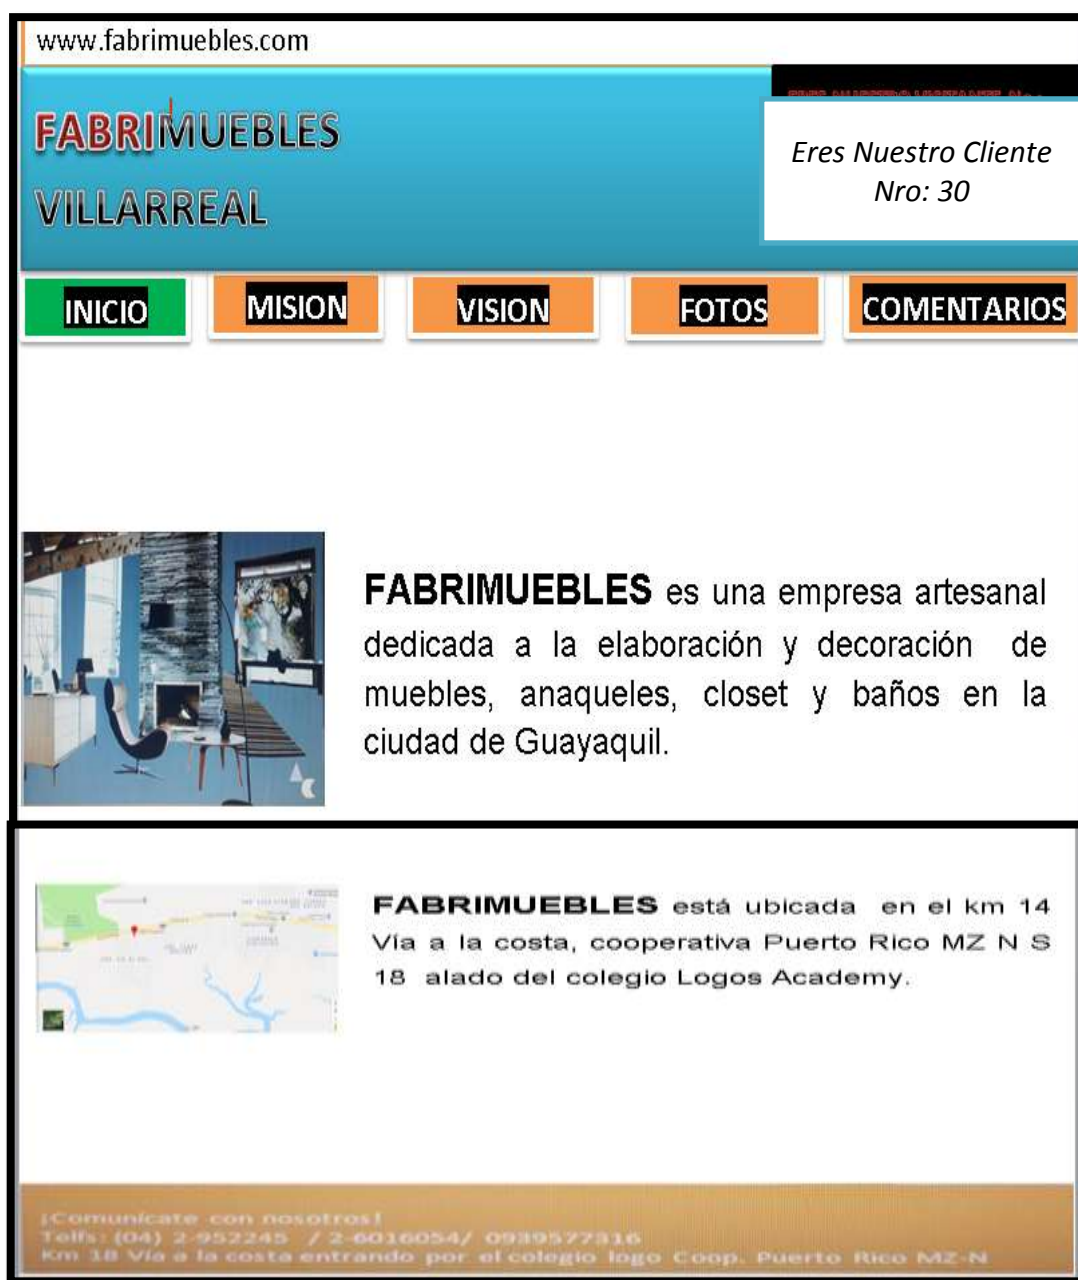 www.fabrimuebles.com
FABRIMUEBLES
VILLARREAL
Eres Nuestro Cliente
Nro: 30
INICIO
MISION
VISION
FOTOS
COMENTARIOS
FABRIMUEBLES es una empresa artesanal
dedicada a la elaboración y decoración de
muebles, anaqueles, closet y baños en la
ciudad de Guayaquil.
FABRIMUEBLES está ubicada en el km 14
Vía a la costa, cooperativa Puerto Rico MZ N S
18 alado del colegio Logos Academy.
¡Comunícate con nosotros!
Telfs: (04) 2-952245 / 2-6016054/ 0939577316
Km 18 Vía a la costa entrando por el colegio logo Coop. Puerto Rico MZ-N